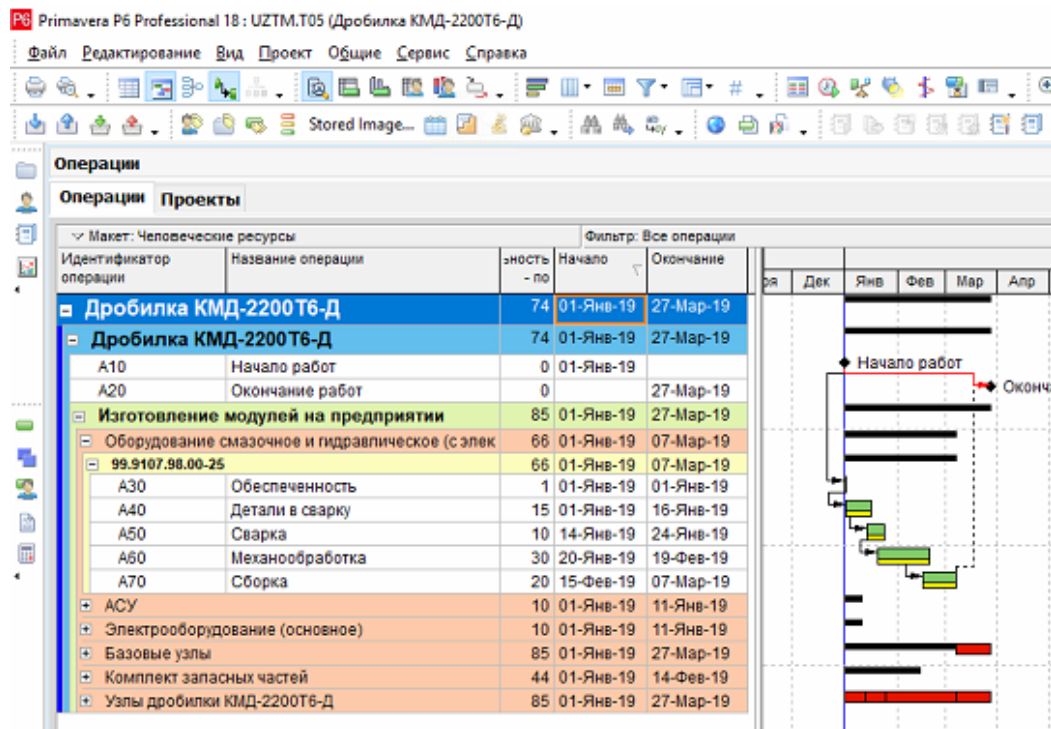 P6 Primavera P6 Professional 18 : UZTM.T05 (Дробилка КМД-2200Т6-Д)
Файл Редактирование Вид Проект Общие Сервис Справка
Stored Image...
Операции
Операции Проекты
Макет: Человеческие ресурсы Фильтр: Все операции
Идентификатор операции Название операции ьность - по Начало Окончание
Дек Янв Фев Мар Апр
Дробилка КМД-2200Т6-Д 74 01-Янв-19 27-Мар-19
Дробилка КМД-2200Т6-Д 74 01-Янв-19 27-Мар-19
A10 Начало работ 0 01-Янв-19 Начало работ
A20 Окончание работ 0 27-Мар-19 Оконча
Изготовление модулей на предприятии 85 01-Янв-19 27-Мар-19
Оборудование смазочное и гидравлическое (с элек 66 01-Янв-19 07-Мар-19
99.9107.98.00-25 66 01-Янв-19 07-Мар-19
A30 Обеспеченность 1 01-Янв-19 01-Янв-19
A40 Детали в сварку 15 01-Янв-19 16-Янв-19
A50 Сварка 10 14-Янв-19 24-Янв-19
A60 Механообработка 30 20-Янв-19 19-Фев-19
A70 Сборка 20 15-Фев-19 07-Мар-19
АСУ 10 01-Янв-19 11-Янв-19
Электрооборудование (основное) 10 01-Янв-19 11-Янв-19
Базовые узлы 85 01-Янв-19 27-Мар-19
Комплект запасных частей 44 01-Янв-19 14-Фев-19
Узлы дробилки КМД-2200Т6-Д 85 01-Янв-19 27-Мар-19